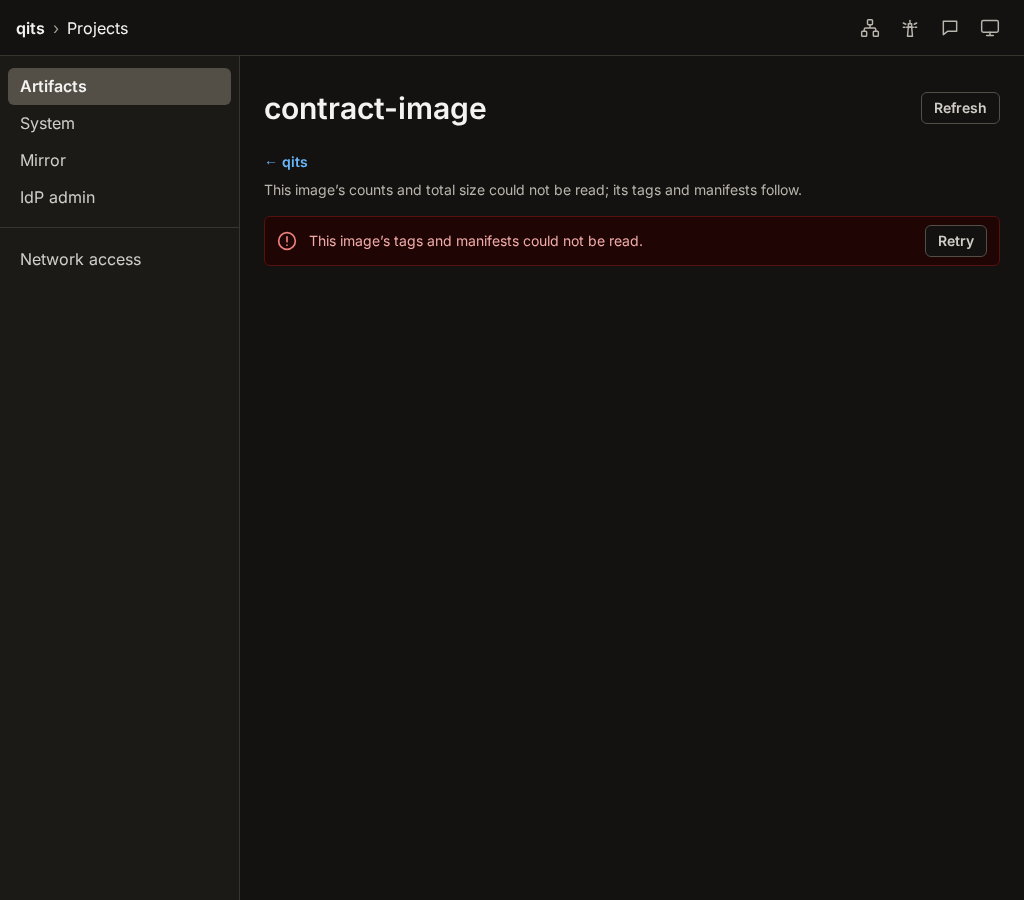 qits › Projects
Artifacts
System
Mirror
IdP admin
Network access
contract-image
Refresh
← qits
This image’s counts and total size could not be read; its tags and manifests follow.
This image’s tags and manifests could not be read.
Retry